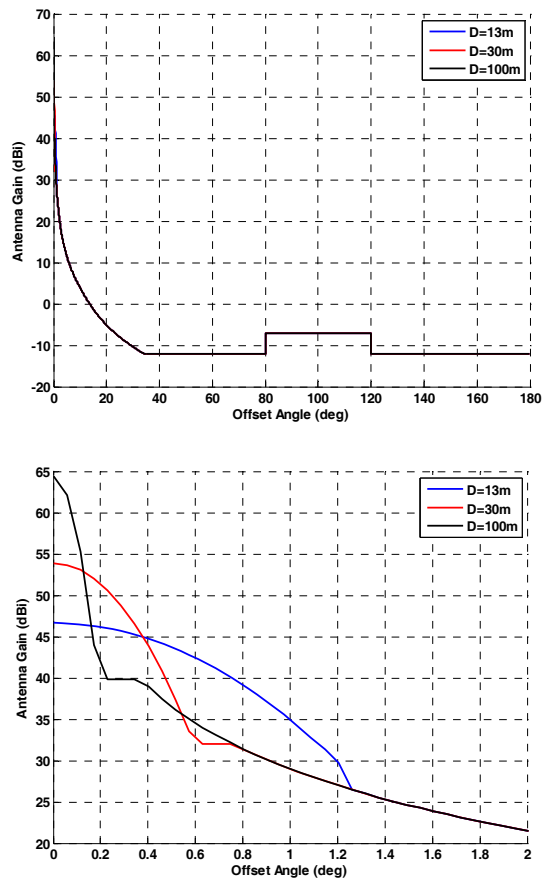 70
60
50
40
30
20
10
0
-10
-20
Antenna Gain (dBi)
D=13m
D=30m
D=100m
0 20 40 60 80 100 120 140 160 180
Offset Angle (deg)
65
60
55
50
45
40
35
30
25
20
Antenna Gain (dBi)
D=13m
D=30m
D=100m
0 0.2 0.4 0.6 0.8 1 1.2 1.4 1.6 1.8 2
Offset Angle (deg)